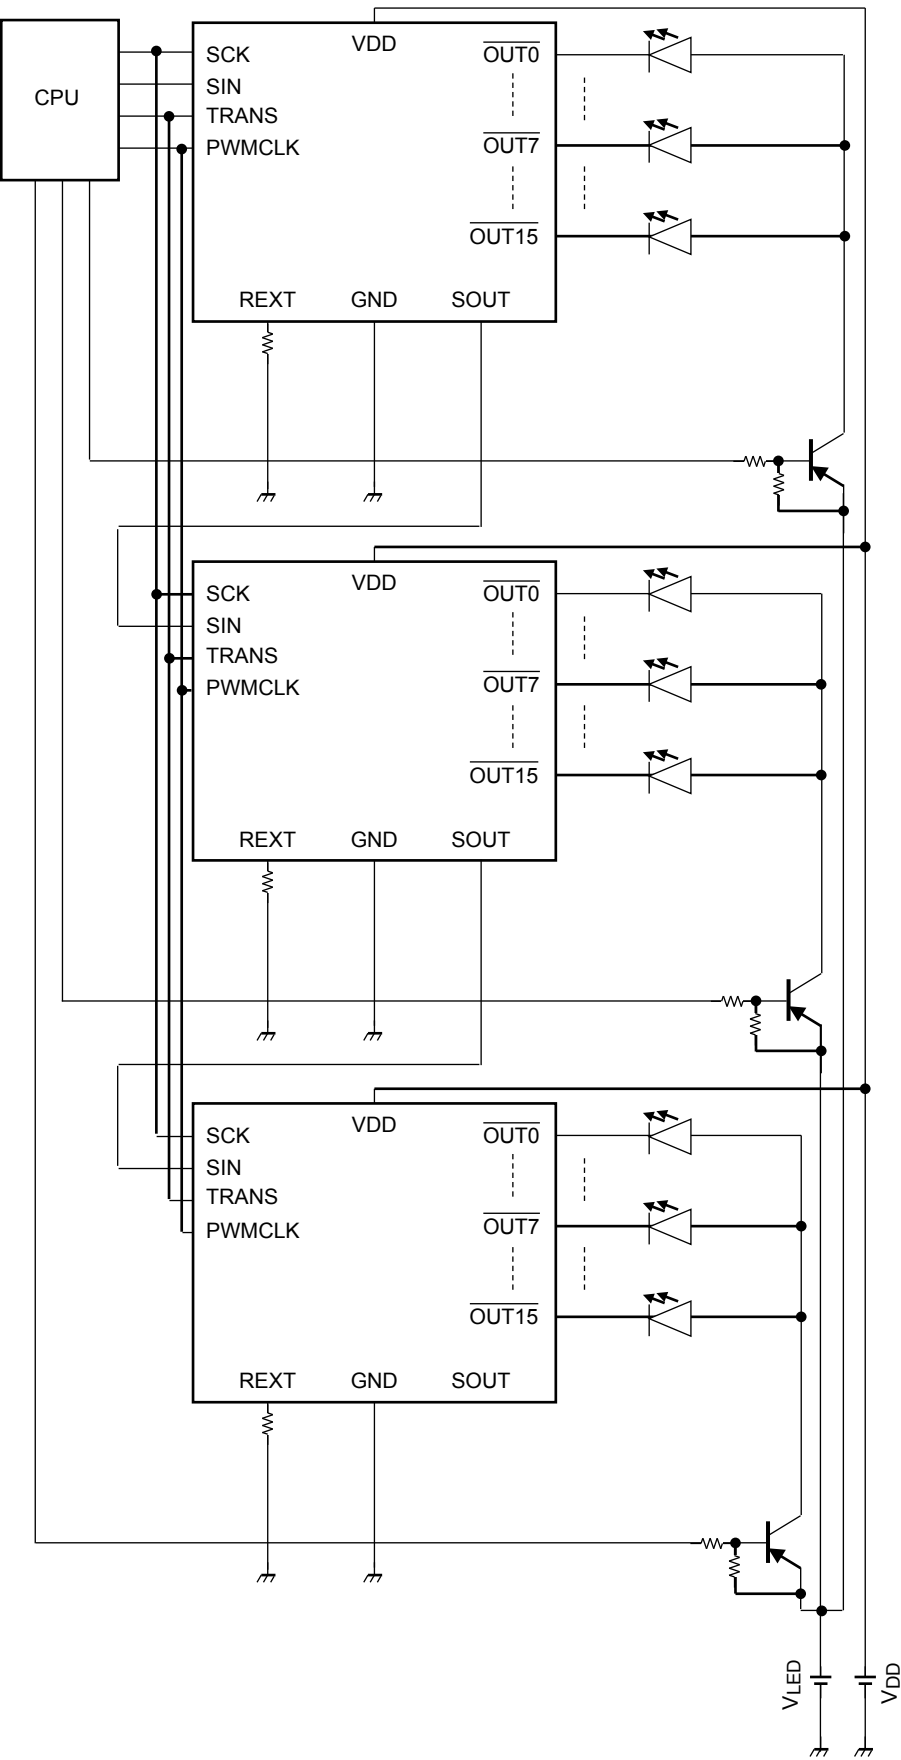 CPU
VDD
SCK
SIN
TRANS
PWMCLK
OUT0
OUT7
OUT15
REXT GND SOUT
VDD
SCK
SIN
TRANS
PWMCLK
OUT0
OUT7
OUT15
REXT GND SOUT
VDD
SCK
SIN
TRANS
PWMCLK
OUT0
OUT7
OUT15
REXT GND SOUT
VLED
VDD